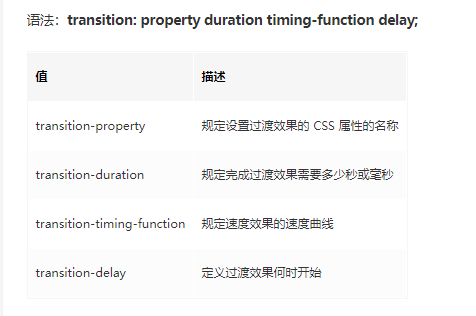 语法：transition: property duration timing-function delay;
值 描述
transition-property 规定设置过渡效果的 CSS 属性的名称
transition-duration 规定完成过渡效果需要多少秒或毫秒
transition-timing-function 规定速度效果的速度曲线
transition-delay 定义过渡效果何时开始